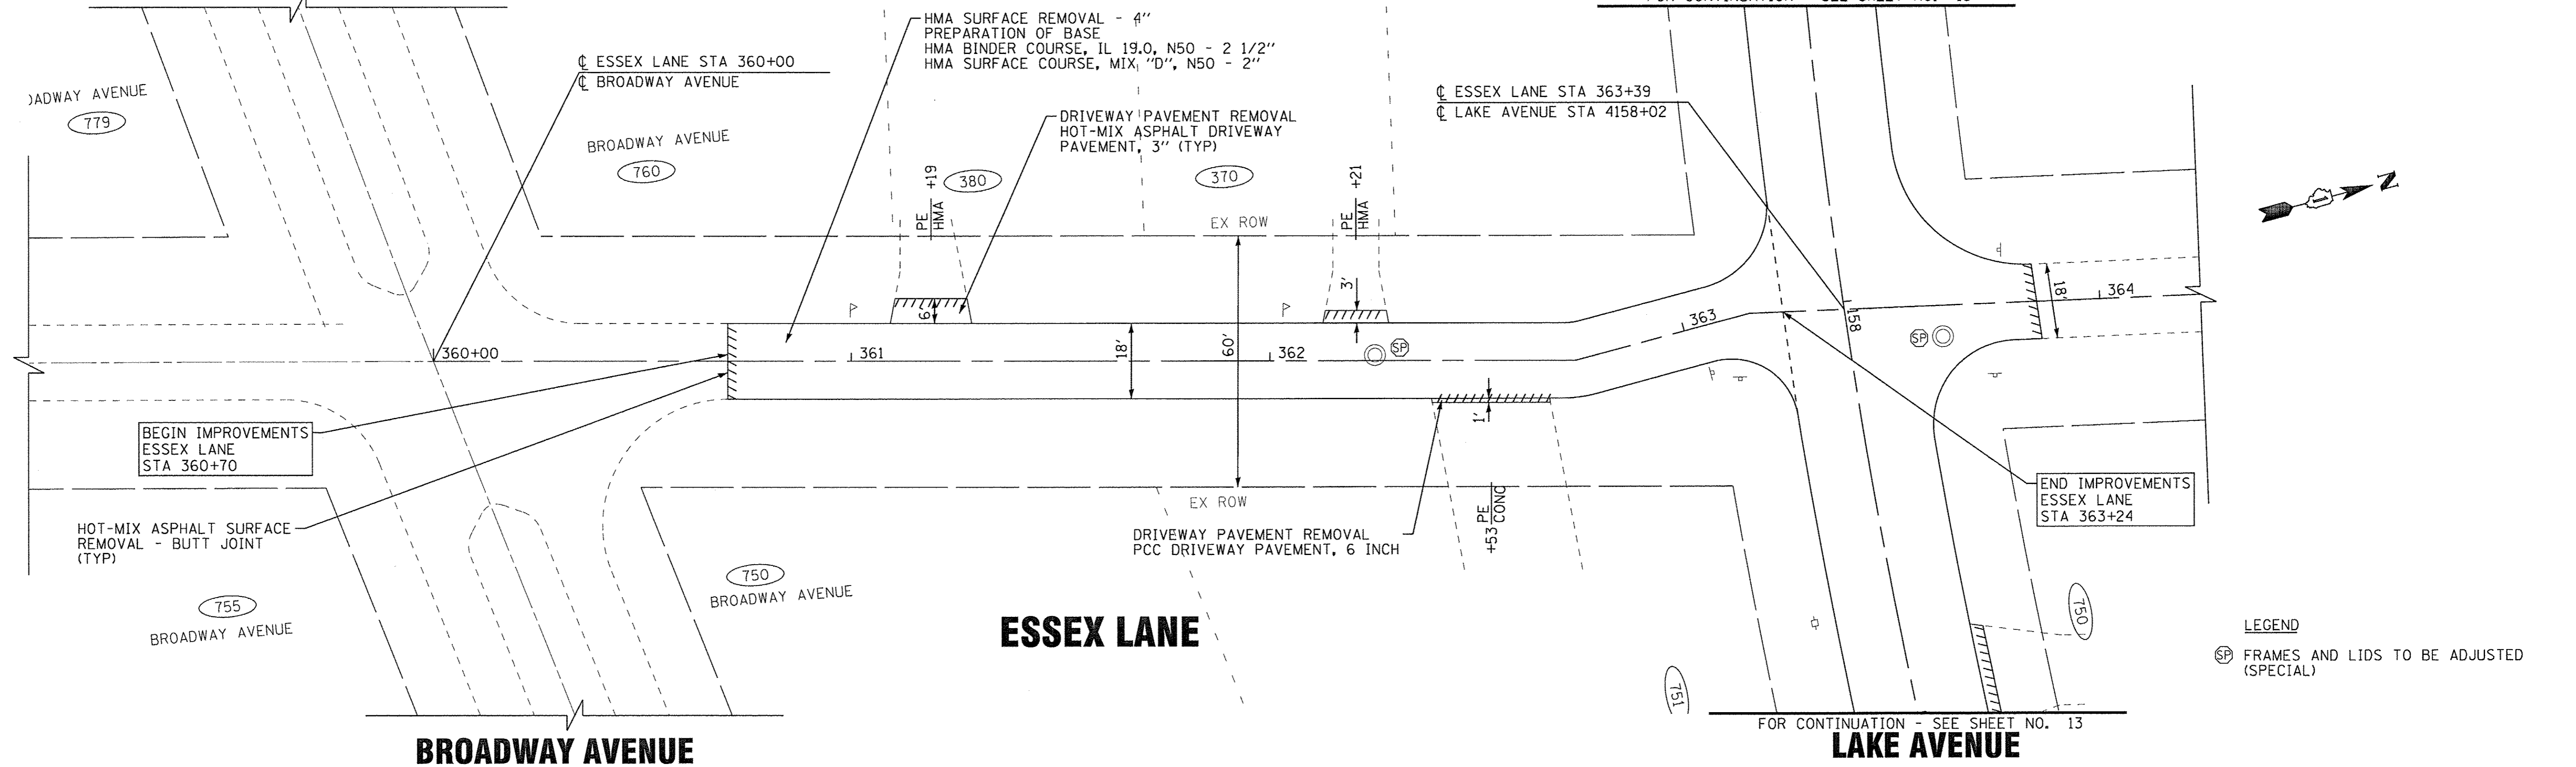 HMA SURFACE REMOVAL - 4"
PREPARATION OF BASE
HMA BINDER COURSE, IL 19.0, N50 - 2 1/2"
HMA SURFACE COURSE, MIX "D", N50 - 2"
℄ ESSEX LANE STA 360+00
℄ BROADWAY AVENUE
℄ ESSEX LANE STA 363+39
℄ LAKE AVENUE STA 4158+02
779
BROADWAY AVENUE
760
DRIVEWAY PAVEMENT REMOVAL
HOT-MIX ASPHALT DRIVEWAY
PAVEMENT, 3" (TYP)
PE +19
HMA
380
370
PE +21
HMA
N
EX ROW
6'
3'
18'
364
363
58
SP
360+00
361
18'
60'
362
SP
1'
BEGIN IMPROVEMENTS
ESSEX LANE
STA 360+70
HOT-MIX ASPHALT SURFACE
REMOVAL - BUTT JOINT
(TYP)
EX ROW
DRIVEWAY PAVEMENT REMOVAL
PCC DRIVEWAY PAVEMENT, 6 INCH
+53 PE
CONC
END IMPROVEMENTS
ESSEX LANE
STA 363+24
755
BROADWAY AVENUE
750
BROADWAY AVENUE
ESSEX LANE
750
751
LEGEND
SP FRAMES AND LIDS TO BE ADJUSTED
(SPECIAL)
FOR CONTINUATION - SEE SHEET NO. 13
BROADWAY AVENUE
LAKE AVENUE